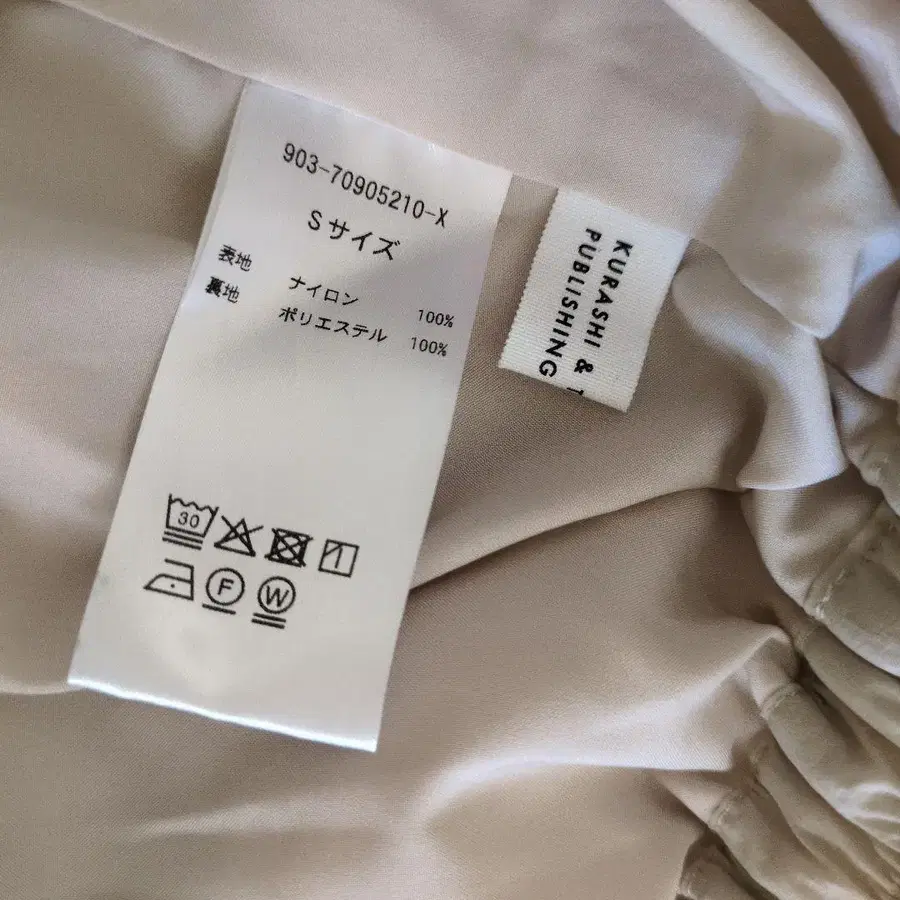 903-70905210-X
Sサイズ
表地 ナイロン 100%
裏地 ポリエステル 100%
30
F
W
KURASHI &
PUBLISHING